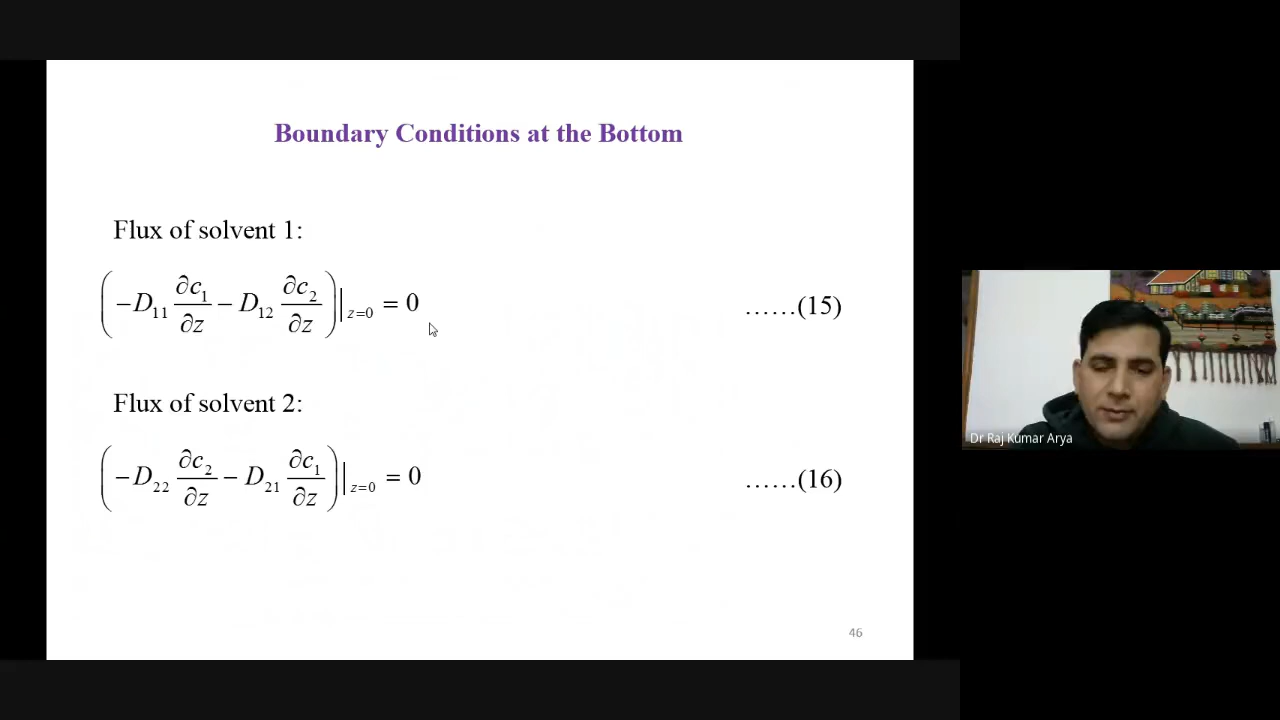 Boundary Conditions at the Bottom
Flux of solvent 1:
(−D₁₁ ∂c₁/∂z − D₁₂ ∂c₂/∂z)|z=0 = 0 ……(15)
Flux of solvent 2:
(−D₂₂ ∂c₂/∂z − D₂₁ ∂c₁/∂z)|z=0 = 0 ……(16)
46
Dr Raj Kumar Arya